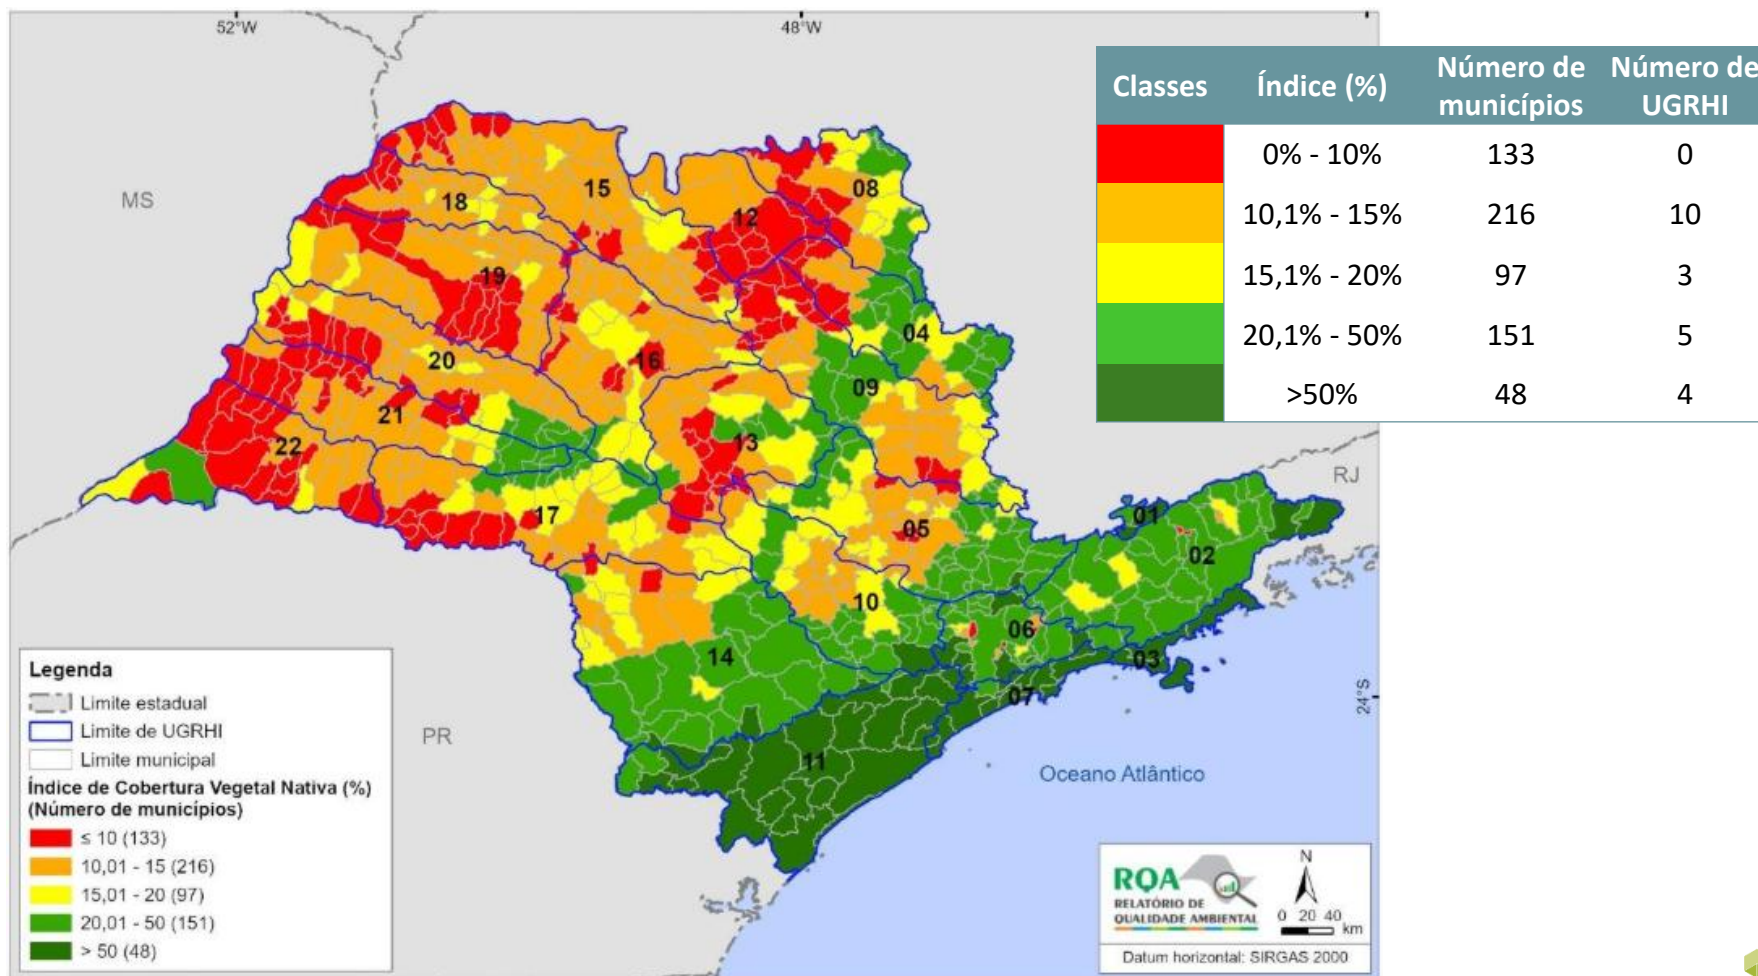 52°W
48°W
Classes Índice (%) Número de municípios Número de UGRHI
0% - 10% 133 0
10,1% - 15% 216 10
15,1% - 20% 97 3
20,1% - 50% 151 5
>50% 48 4
MS
15
08
18
12
19
04
20
16
09
21
13
22
RJ
17
05
01
02
10
06
14
03
07
24°S
PR
11
Oceano Atlântico
Legenda
Limite estadual
Limite de UGRHI
Limite municipal
Índice de Cobertura Vegetal Nativa (%)
(Número de municípios)
≤ 10 (133)
10,01 - 15 (216)
15,01 - 20 (97)
20,01 - 50 (151)
> 50 (48)
RQA
RELATÓRIO DE
QUALIDADE AMBIENTAL
N
0 20 40
km
Datum horizontal: SIRGAS 2000